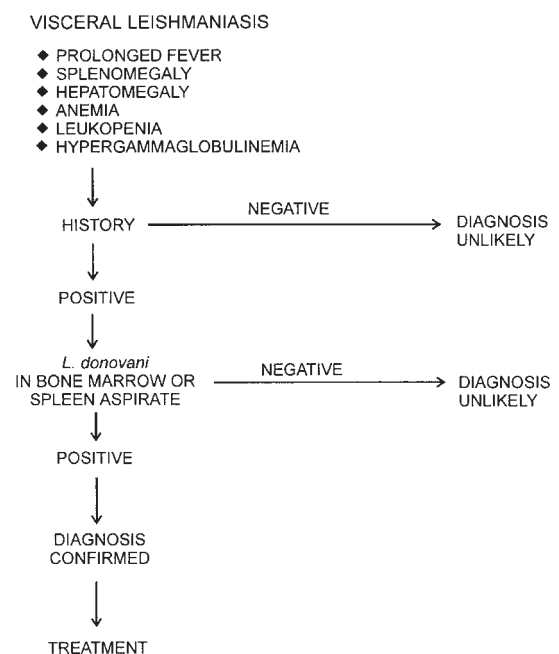 VISCERAL LEISHMANIASIS
◆ PROLONGED FEVER
◆ SPLENOMEGALY
◆ HEPATOMEGALY
◆ ANEMIA
◆ LEUKOPENIA
◆ HYPERGAMMAGLOBULINEMIA
HISTORY
NEGATIVE
DIAGNOSIS
UNLIKELY
POSITIVE
L. donovani
IN BONE MARROW OR
SPLEEN ASPIRATE
NEGATIVE
DIAGNOSIS
UNLIKELY
POSITIVE
DIAGNOSIS
CONFIRMED
TREATMENT